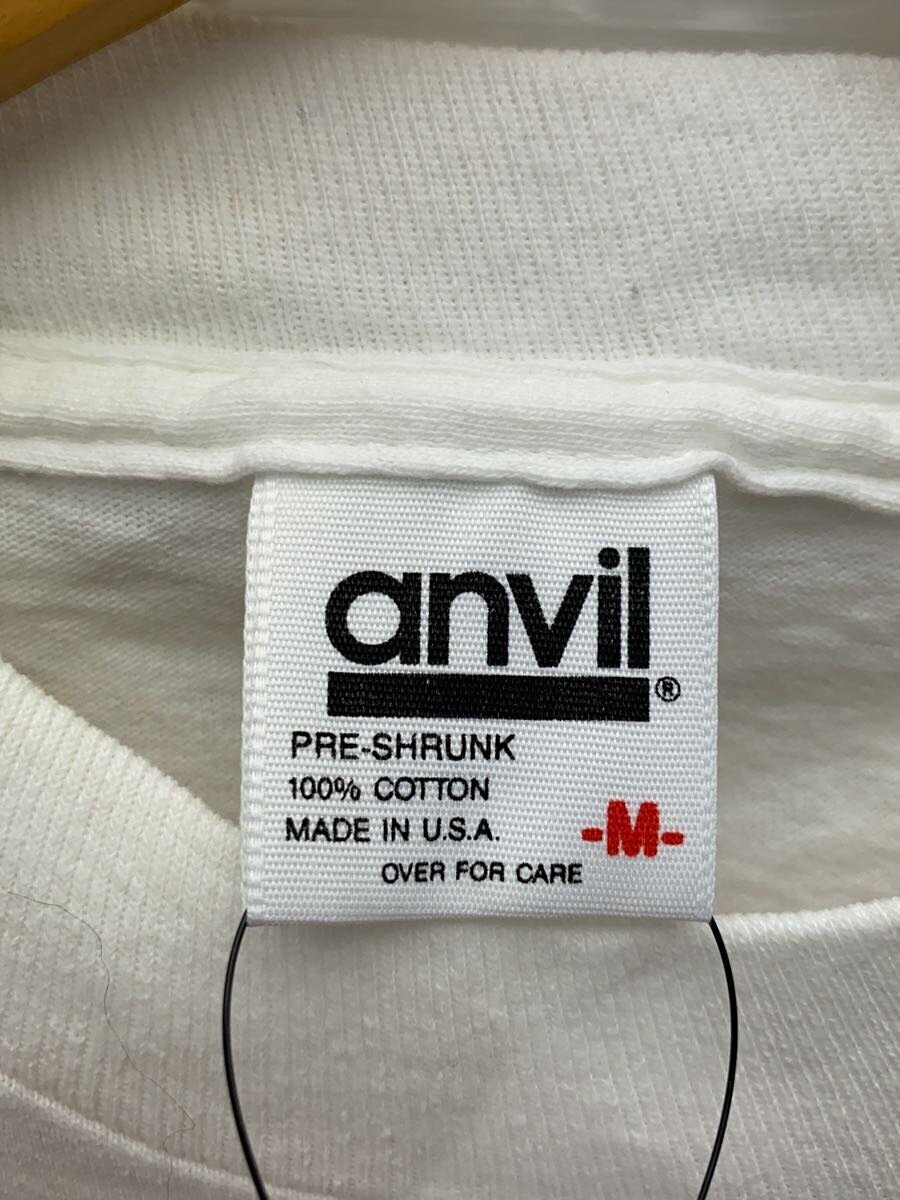 anvil
®
PRE-SHRUNK
100% COTTON
MADE IN U.S.A.
-M-
OVER FOR CARE